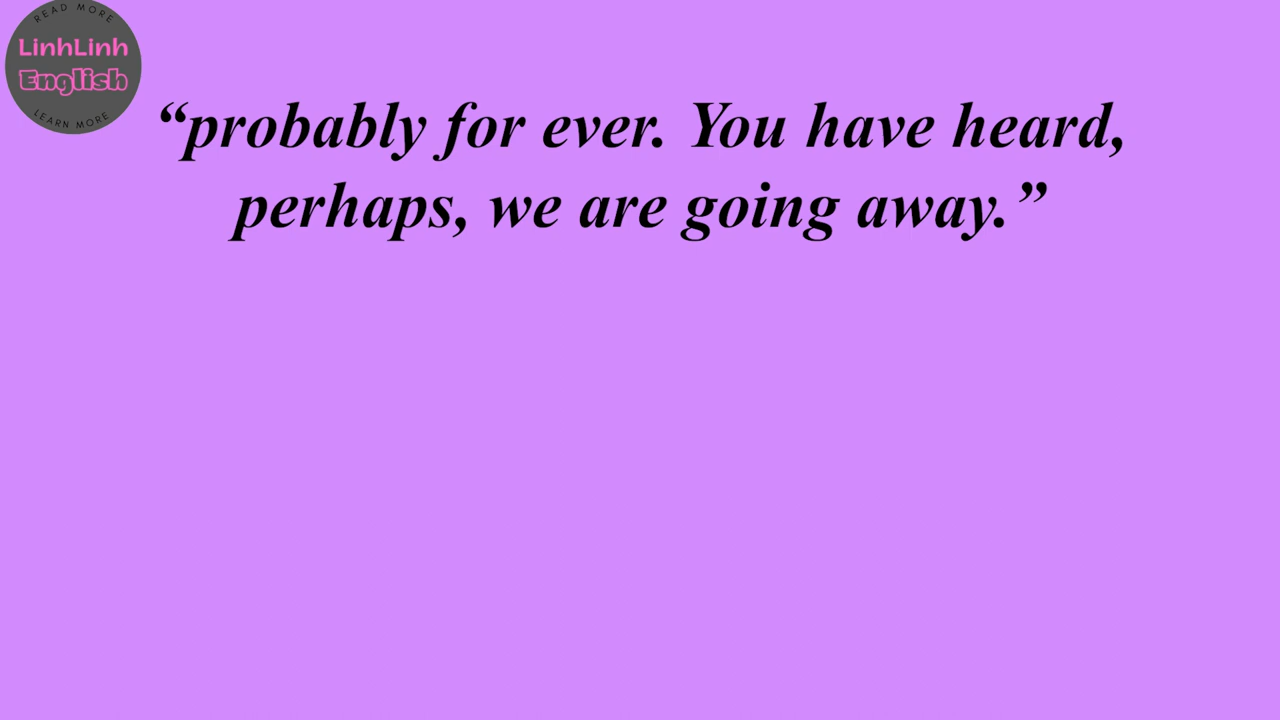 READ MORE
LinhLinh
English
LEARN MORE
“probably for ever. You have heard,
perhaps, we are going away.”